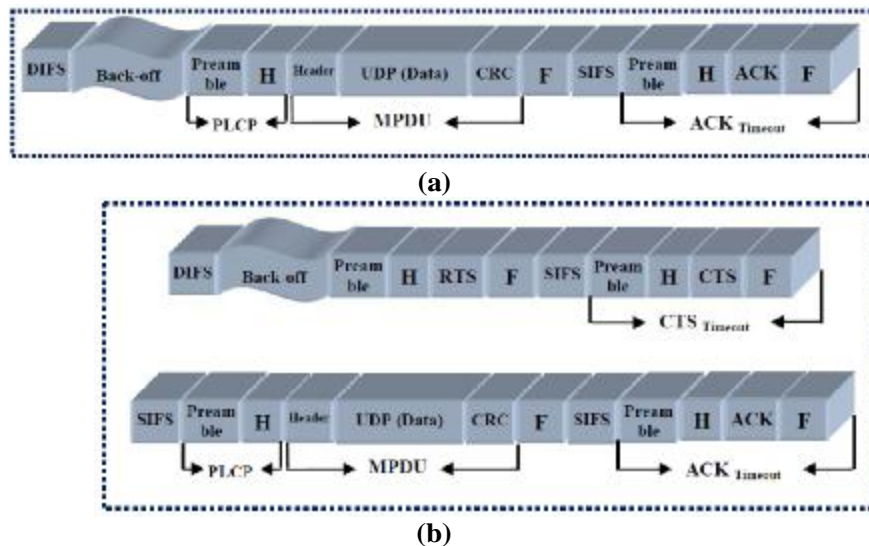 DIFS Back-off Pream ble H Header UDP (Data) CRC F SIFS Pream ble H ACK F
PLCP MPDU ACK Timeout
(a)
DIFS Back-off Pream ble H RTS F SIFS Pream ble H CTS F
CTS Timeout
SIFS Pream ble H Header UDP (Data) CRC F SIFS Pream ble H ACK F
PLCP MPDU ACK Timeout
(b)